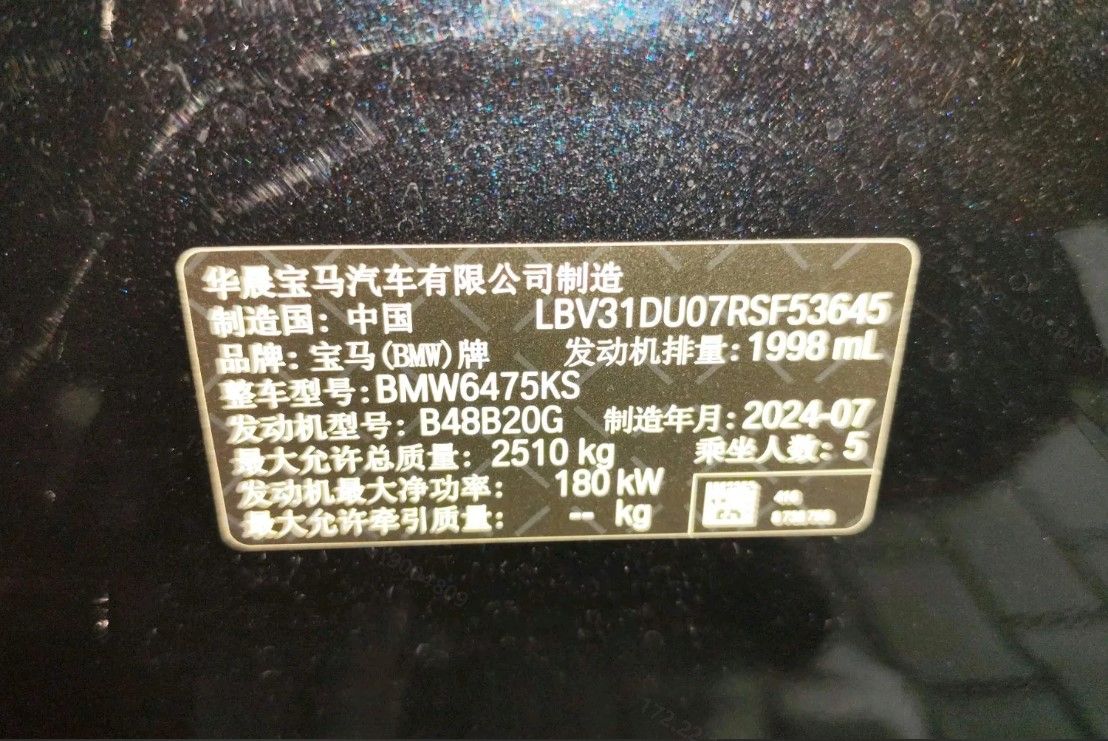 华晨宝马汽车有限公司制造
制造国：中国 LBV31DU07RSF53645
品牌：宝马(BMW)牌 发动机排量：1998 mL
整车型号：BMW6475KS
发动机型号：B48B20G 制造年月：2024-07
最大允许总质量：2510 kg 乘坐人数：5
发动机最大净功率：180 kW
最大允许牵引质量：-- kg